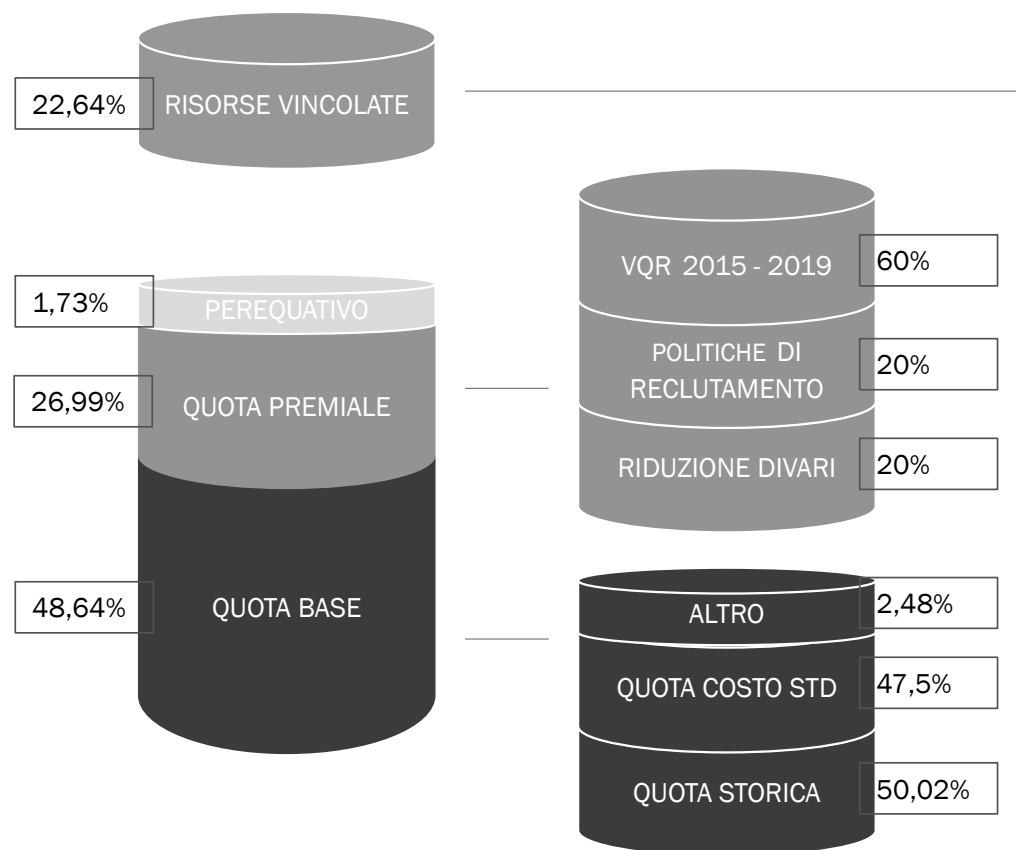 22,64%
RISORSE VINCOLATE
1,73%
PEREQUATIVO
26,99%
QUOTA PREMIALE
48,64%
QUOTA BASE
VQR 2015 - 2019
60%
POLITICHE DI
RECLUTAMENTO
20%
RIDUZIONE DIVARI
20%
ALTRO
2,48%
QUOTA COSTO STD
47,5%
QUOTA STORICA
50,02%